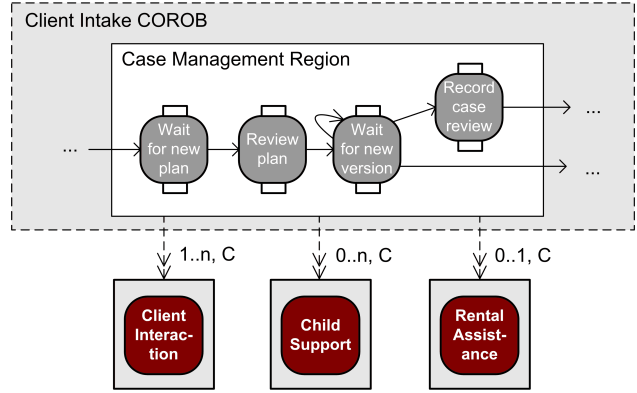 Client Intake COROB
Case Management Region
...
Wait
for new
plan
Review
plan
Wait
for new
version
Record
case
review
...
...
1..n, C
0..n, C
0..1, C
Client
Interac-
tion
Child
Support
Rental
Assist-
ance